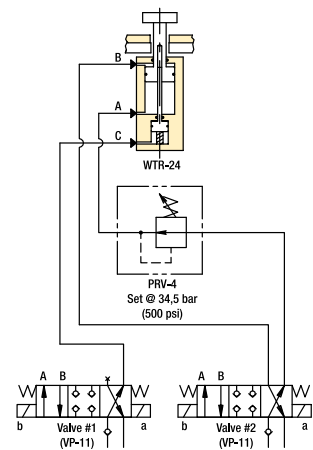 B
A
C
WTR-24
PRV-4
Set @ 34,5 bar
(500 psi)
A B
A B
b Valve #1 a
(VP-11)
b Valve #2 a
(VP-11)